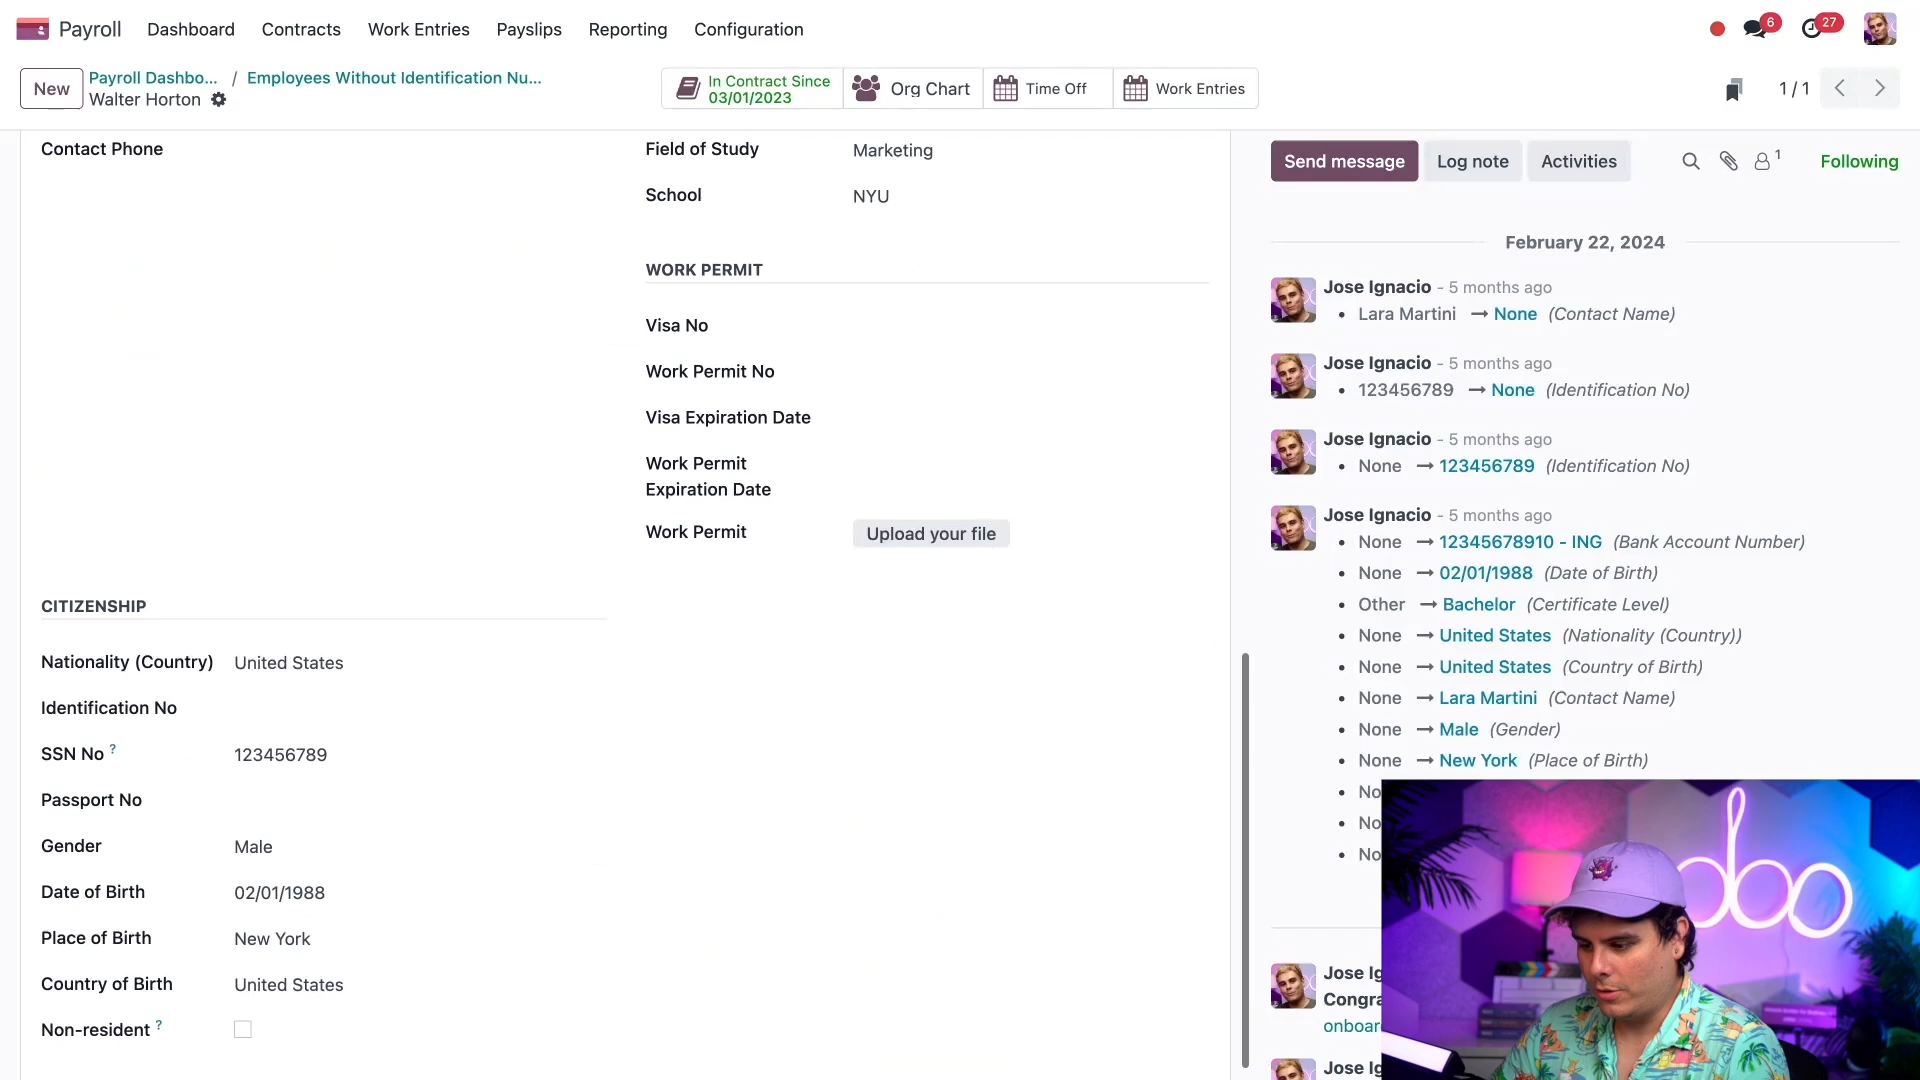 Payroll Dashboard Contracts Work Entries Payslips Reporting Configuration 6 27
New Payroll Dashbo... / Employees Without Identification Nu...
Walter Horton
In Contract Since
03/01/2023
Org Chart Time Off Work Entries 1 / 1
Contact Phone
Field of Study Marketing
School NYU
WORK PERMIT
Visa No
Work Permit No
Visa Expiration Date
Work Permit
Expiration Date
Work Permit Upload your file
CITIZENSHIP
Nationality (Country) United States
Identification No
SSN No ? 123456789
Passport No
Gender Male
Date of Birth 02/01/1988
Place of Birth New York
Country of Birth United States
Non-resident ?
Send message Log note Activities 1 Following
February 22, 2024
Jose Ignacio - 5 months ago
• Lara Martini → None (Contact Name)
Jose Ignacio - 5 months ago
• 123456789 → None (Identification No)
Jose Ignacio - 5 months ago
• None → 123456789 (Identification No)
Jose Ignacio - 5 months ago
• None → 12345678910 - ING (Bank Account Number)
• None → 02/01/1988 (Date of Birth)
• Other → Bachelor (Certificate Level)
• None → United States (Nationality (Country))
• None → United States (Country of Birth)
• None → Lara Martini (Contact Name)
• None → Male (Gender)
• None → New York (Place of Birth)
• No
• No
• No
Jose Ig
Congra
onboar
Jose Ig